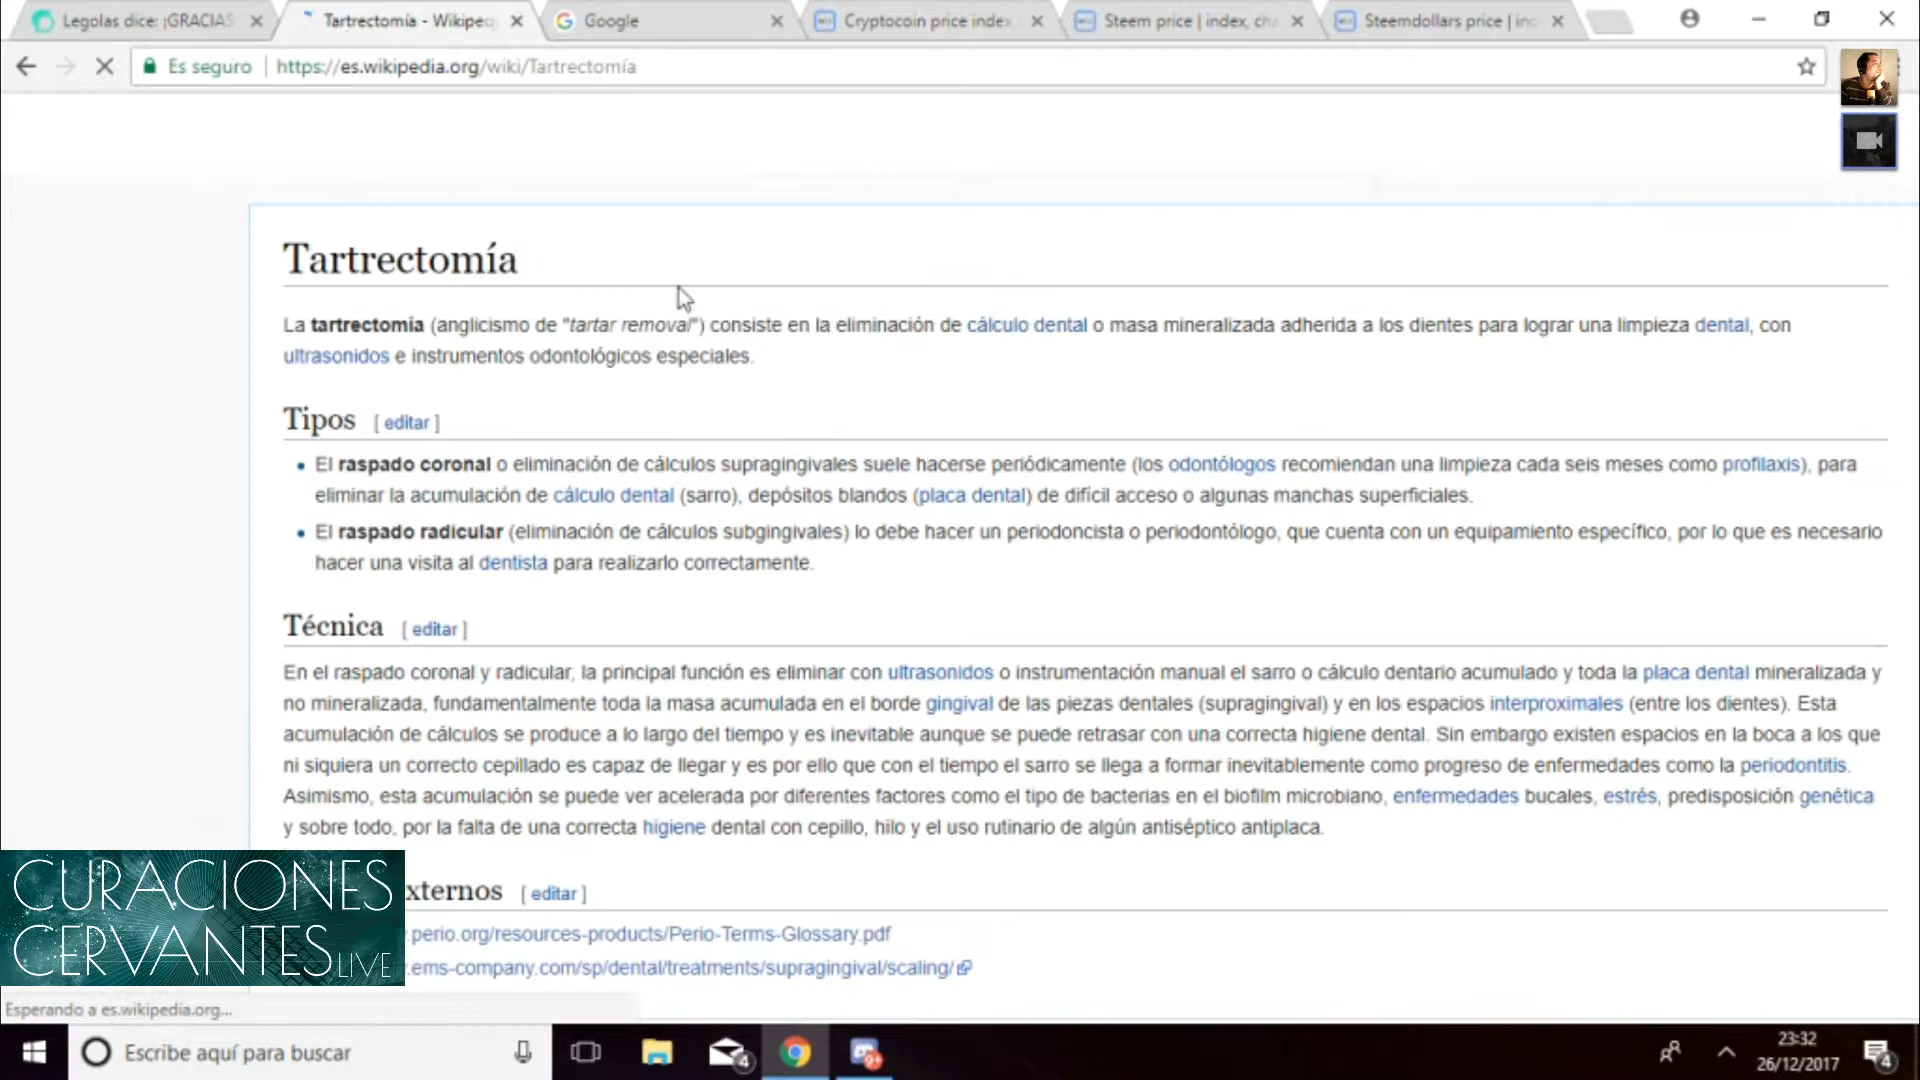 Legolas dice: ¡GRACIAS
Tartrectomía - Wikiped
Google
Cryptocoin price index
Steem price | index, cha
Steemdollars price | inc
Es seguro
https://es.wikipedia.org/wiki/Tartrectomía
Tartrectomía
La tartrectomía (anglicismo de "tartar removal") consiste en la eliminación de cálculo dental o masa mineralizada adherida a los dientes para lograr una limpieza dental, con
ultrasonidos e instrumentos odontológicos especiales.
Tipos [ editar ]
El raspado coronal o eliminación de cálculos supragingivales suele hacerse periódicamente (los odontólogos recomiendan una limpieza cada seis meses como profilaxis), para
eliminar la acumulación de cálculo dental (sarro), depósitos blandos (placa dental) de difícil acceso o algunas manchas superficiales.
El raspado radicular (eliminación de cálculos subgingivales) lo debe hacer un periodoncista o periodontólogo, que cuenta con un equipamiento específico, por lo que es necesario
hacer una visita al dentista para realizarlo correctamente.
Técnica [ editar ]
En el raspado coronal y radicular, la principal función es eliminar con ultrasonidos o instrumentación manual el sarro o cálculo dentario acumulado y toda la placa dental mineralizada y
no mineralizada, fundamentalmente toda la masa acumulada en el borde gingival de las piezas dentales (supragingival) y en los espacios interproximales (entre los dientes). Esta
acumulación de cálculos se produce a lo largo del tiempo y es inevitable aunque se puede retrasar con una correcta higiene dental. Sin embargo existen espacios en la boca a los que
ni siquiera un correcto cepillado es capaz de llegar y es por ello que con el tiempo el sarro se llega a formar inevitablemente como progreso de enfermedades como la periodontitis.
Asimismo, esta acumulación se puede ver acelerada por diferentes factores como el tipo de bacterias en el biofilm microbiano, enfermedades bucales, estrés, predisposición genética
y sobre todo, por la falta de una correcta higiene dental con cepillo, hilo y el uso rutinario de algún antiséptico antiplaca.
xternos [ editar ]
.perio.org/resources-products/Perio-Terms-Glossary.pdf
.ems-company.com/sp/dental/treatments/supragingival/scaling/
CURACIONES
CERVANTES LIVE
Esperando a es.wikipedia.org...
Escribe aquí para buscar
4
9+
23:32
26/12/2017
4